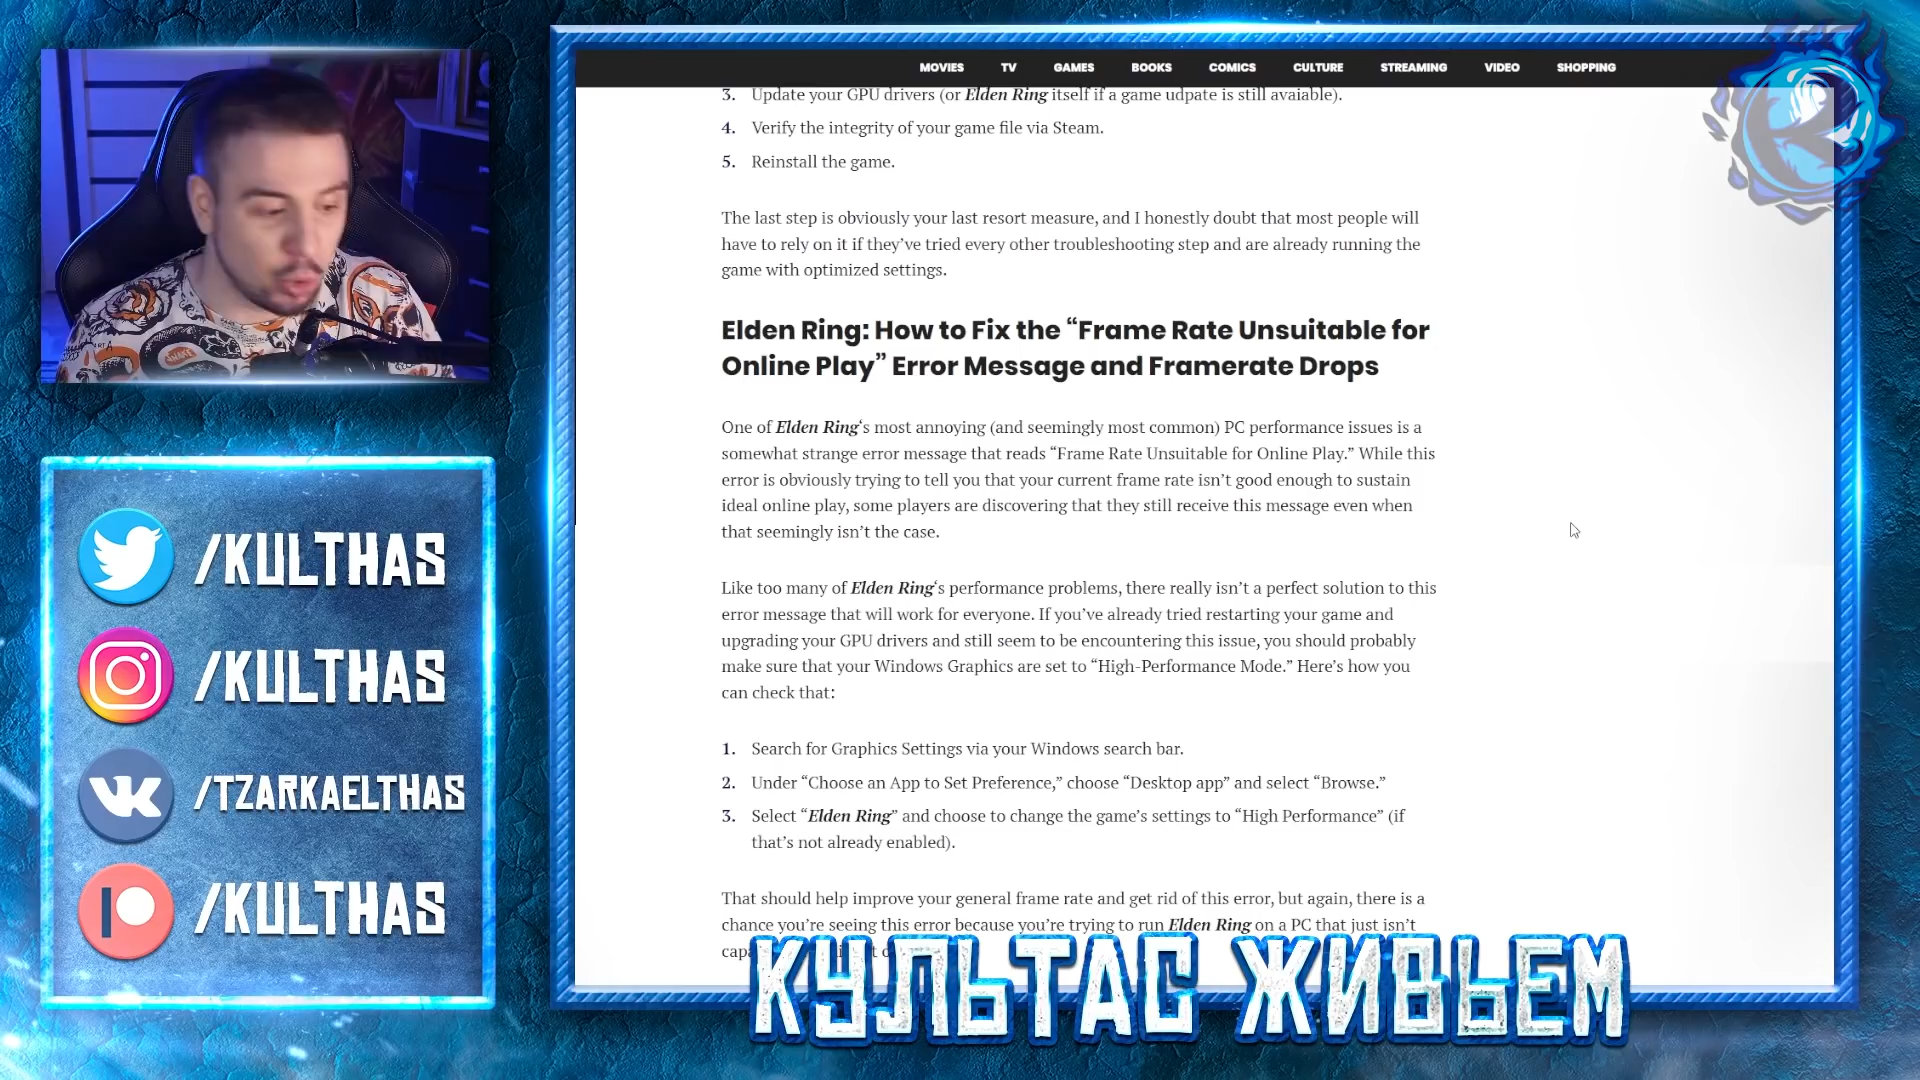 MOVIES TV GAMES BOOKS COMICS CULTURE STREAMING VIDEO SHOPPING
3. Update your GPU drivers (or Elden Ring itself if a game udpate is still avaiable).
4. Verify the integrity of your game file via Steam.
5. Reinstall the game.
The last step is obviously your last resort measure, and I honestly doubt that most people will
have to rely on it if they’ve tried every other troubleshooting step and are already running the
game with optimized settings.
Elden Ring: How to Fix the “Frame Rate Unsuitable for
Online Play” Error Message and Framerate Drops
One of Elden Ring‘s most annoying (and seemingly most common) PC performance issues is a
somewhat strange error message that reads “Frame Rate Unsuitable for Online Play.” While this
error is obviously trying to tell you that your current frame rate isn’t good enough to sustain
ideal online play, some players are discovering that they still receive this message even when
that seemingly isn’t the case.
Like too many of Elden Ring‘s performance problems, there really isn’t a perfect solution to this
error message that will work for everyone. If you’ve already tried restarting your game and
upgrading your GPU drivers and still seem to be encountering this issue, you should probably
make sure that your Windows Graphics are set to “High-Performance Mode.” Here’s how you
can check that:
1. Search for Graphics Settings via your Windows search bar.
2. Under “Choose an App to Set Preference,” choose “Desktop app” and select “Browse.”
3. Select “Elden Ring” and choose to change the game’s settings to “High Performance” (if
that’s not already enabled).
That should help improve your general frame rate and get rid of this error, but again, there is a
chance you’re seeing this error because you’re trying to run Elden Ring on a PC that just isn’t
/KULTHAS
/KULTHAS
/TZARKAELTHAS
/KULTHAS
КУЛЬТАС ЖИВЬЕМ